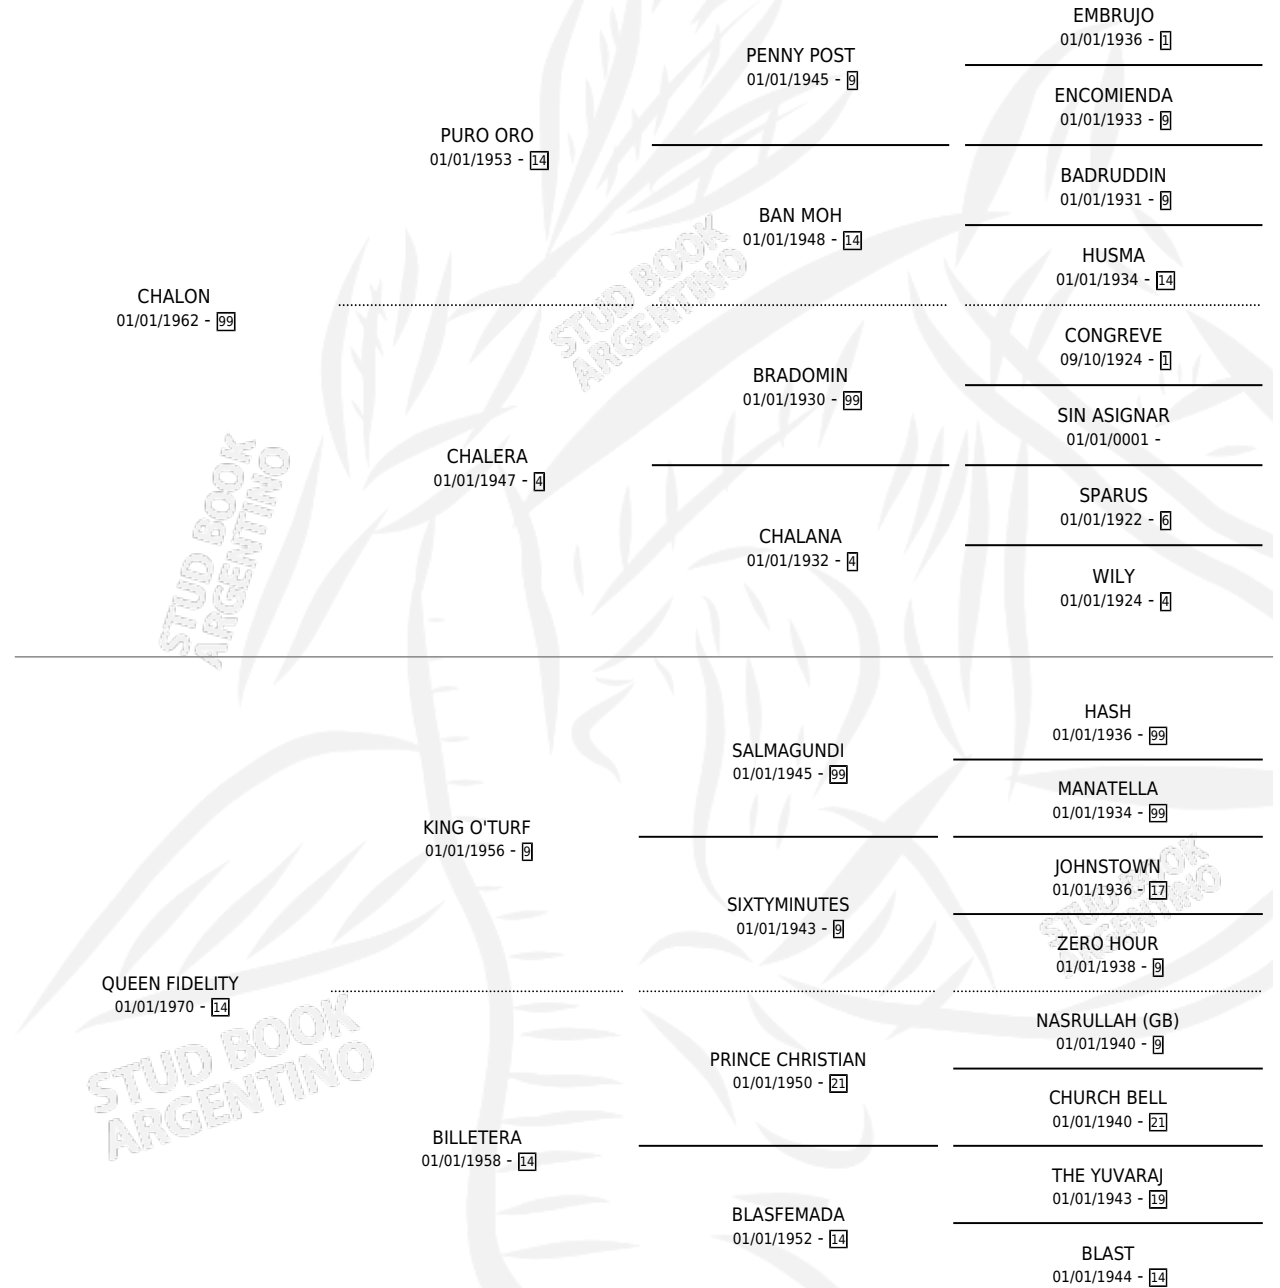 EMBRUJO
01/01/1936 - 1
PENNY POST
01/01/1945 - 9
ENCOMIENDA
01/01/1933 - 9
PURO ORO
01/01/1953 - 14
BADRUDDIN
01/01/1931 - 9
BAN MOH
01/01/1948 - 14
HUSMA
01/01/1934 - 14
CHALON
01/01/1962 - 99
CONGREVE
09/10/1924 - 1
BRADOMIN
01/01/1930 - 99
SIN ASIGNAR
01/01/0001 -
CHALERA
01/01/1947 - 4
SPARUS
01/01/1922 - 6
CHALANA
01/01/1932 - 4
WILY
01/01/1924 - 4
HASH
01/01/1936 - 99
SALMAGUNDI
01/01/1945 - 99
MANATELLA
01/01/1934 - 99
KING O'TURF
01/01/1956 - 9
JOHNSTOWN
01/01/1936 - 17
SIXTYMINUTES
01/01/1943 - 9
ZERO HOUR
01/01/1938 - 9
QUEEN FIDELITY
01/01/1970 - 14
NASRULLAH (GB)
01/01/1940 - 9
PRINCE CHRISTIAN
01/01/1950 - 21
CHURCH BELL
01/01/1940 - 21
BILLETERA
01/01/1958 - 14
THE YUVARAJ
01/01/1943 - 19
BLASFEMADA
01/01/1952 - 14
BLAST
01/01/1944 - 14
STUD BOOK
ARGENTINO
STUD BOOK
ARGENTINO
STUD BOOK
ARGENTINO
STUD BOOK
ARGENTINO